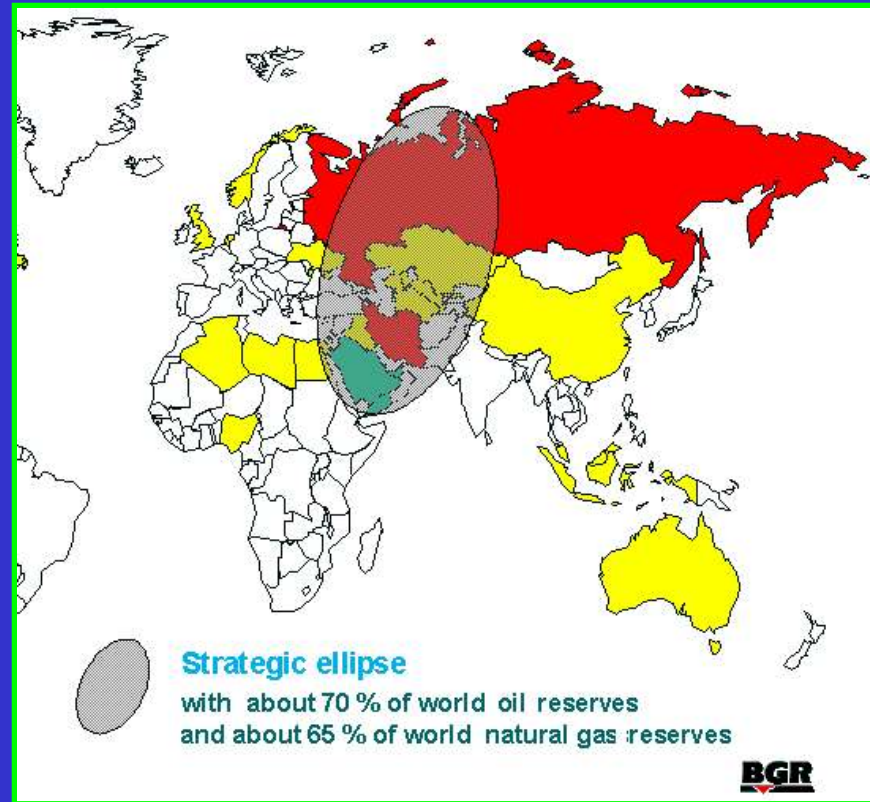 Strategic ellipse
with about 70 % of world oil reserves
and about 65 % of world natural gas reserves
BGR